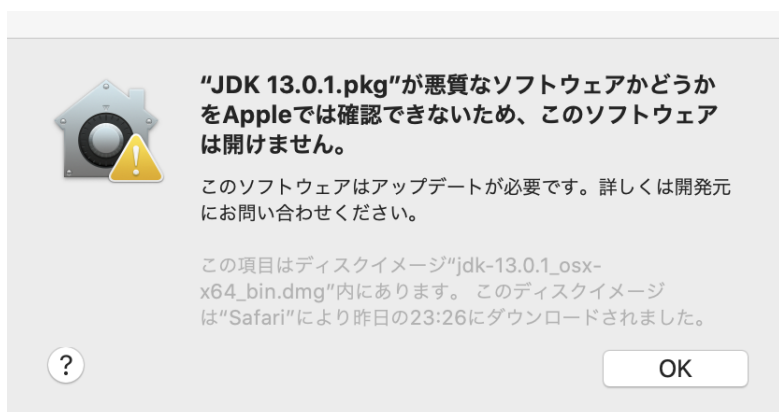 “JDK 13.0.1.pkg”が悪質なソフトウェアかどうか
をAppleでは確認できないため、このソフトウェア
は開けません。
このソフトウェアはアップデートが必要です。詳しくは開発元
にお問い合わせください。
この項目はディスクイメージ“jdk-13.0.1_osx-
x64_bin.dmg”内にあります。 このディスクイメージ
は“Safari”により昨日の23:26にダウンロードされました。
?
OK